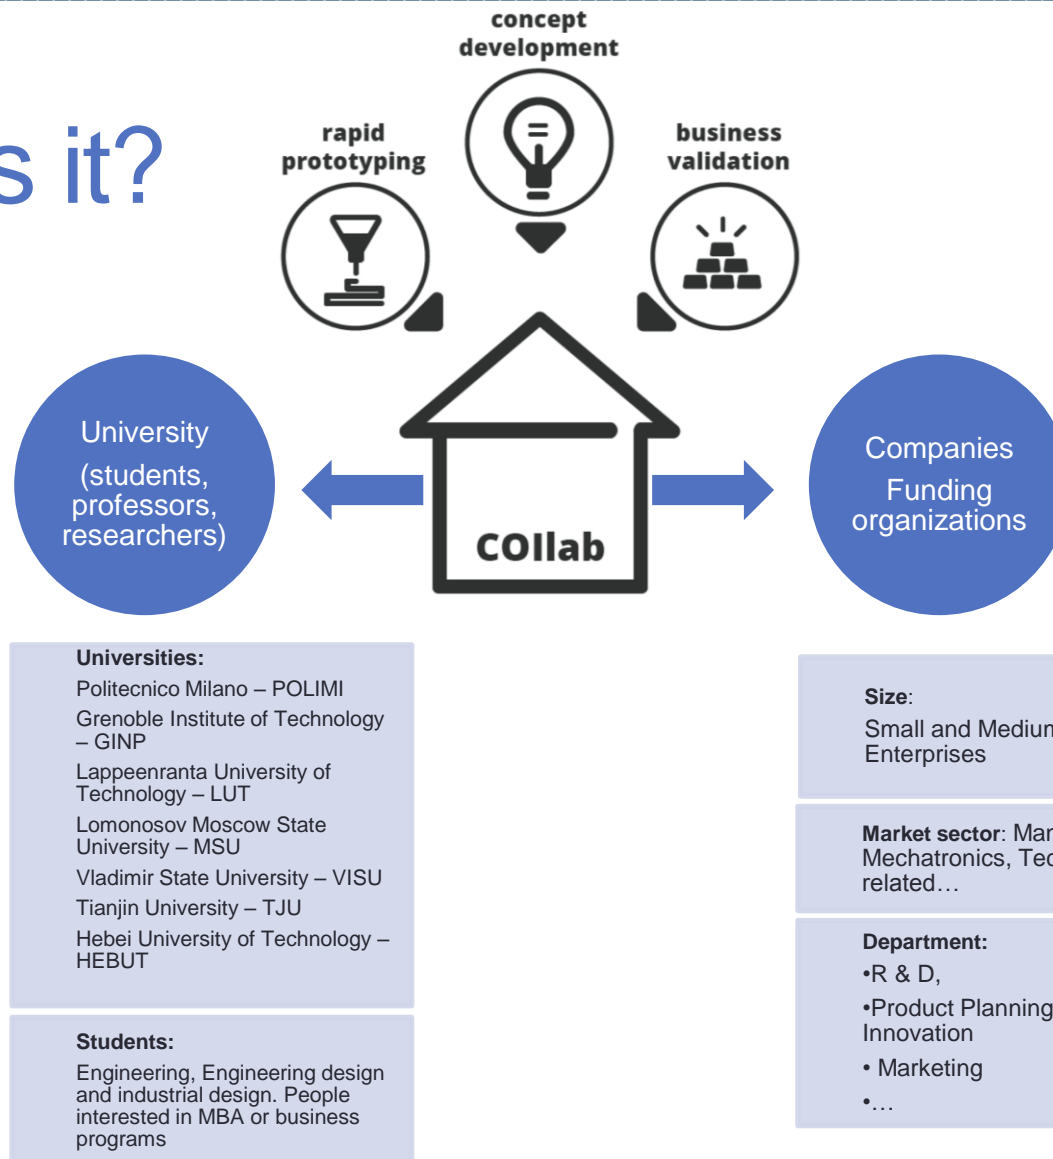 concept
development
s it?
rapid
prototyping
business
validation
University
(students,
professors,
researchers)
COIlab
Companies
Funding
organizations
Universities:
Politecnico Milano – POLIMI
Grenoble Institute of Technology
– GINP
Lappeenranta University of
Technology – LUT
Lomonosov Moscow State
University – MSU
Vladimir State University – VISU
Tianjin University – TJU
Hebei University of Technology –
HEBUT
Students:
Engineering, Engineering design
and industrial design. People
interested in MBA or business
programs
Size:
Small and Medium
Enterprises
Market sector: Man
Mechatronics, Tec
related…
Department:
•R & D,
•Product Planning
Innovation
• Marketing
•…